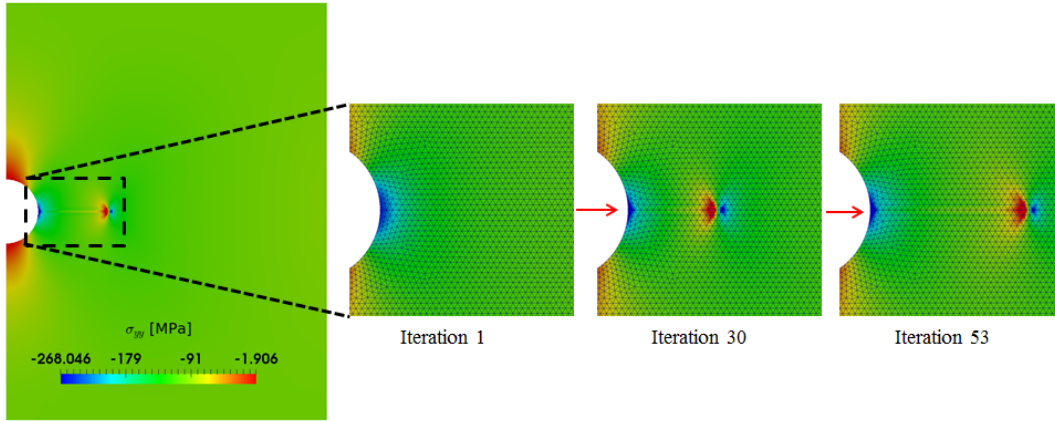 σyy [MPa]
-268.046 -179 -91 -1.906
Iteration 1 Iteration 30 Iteration 53